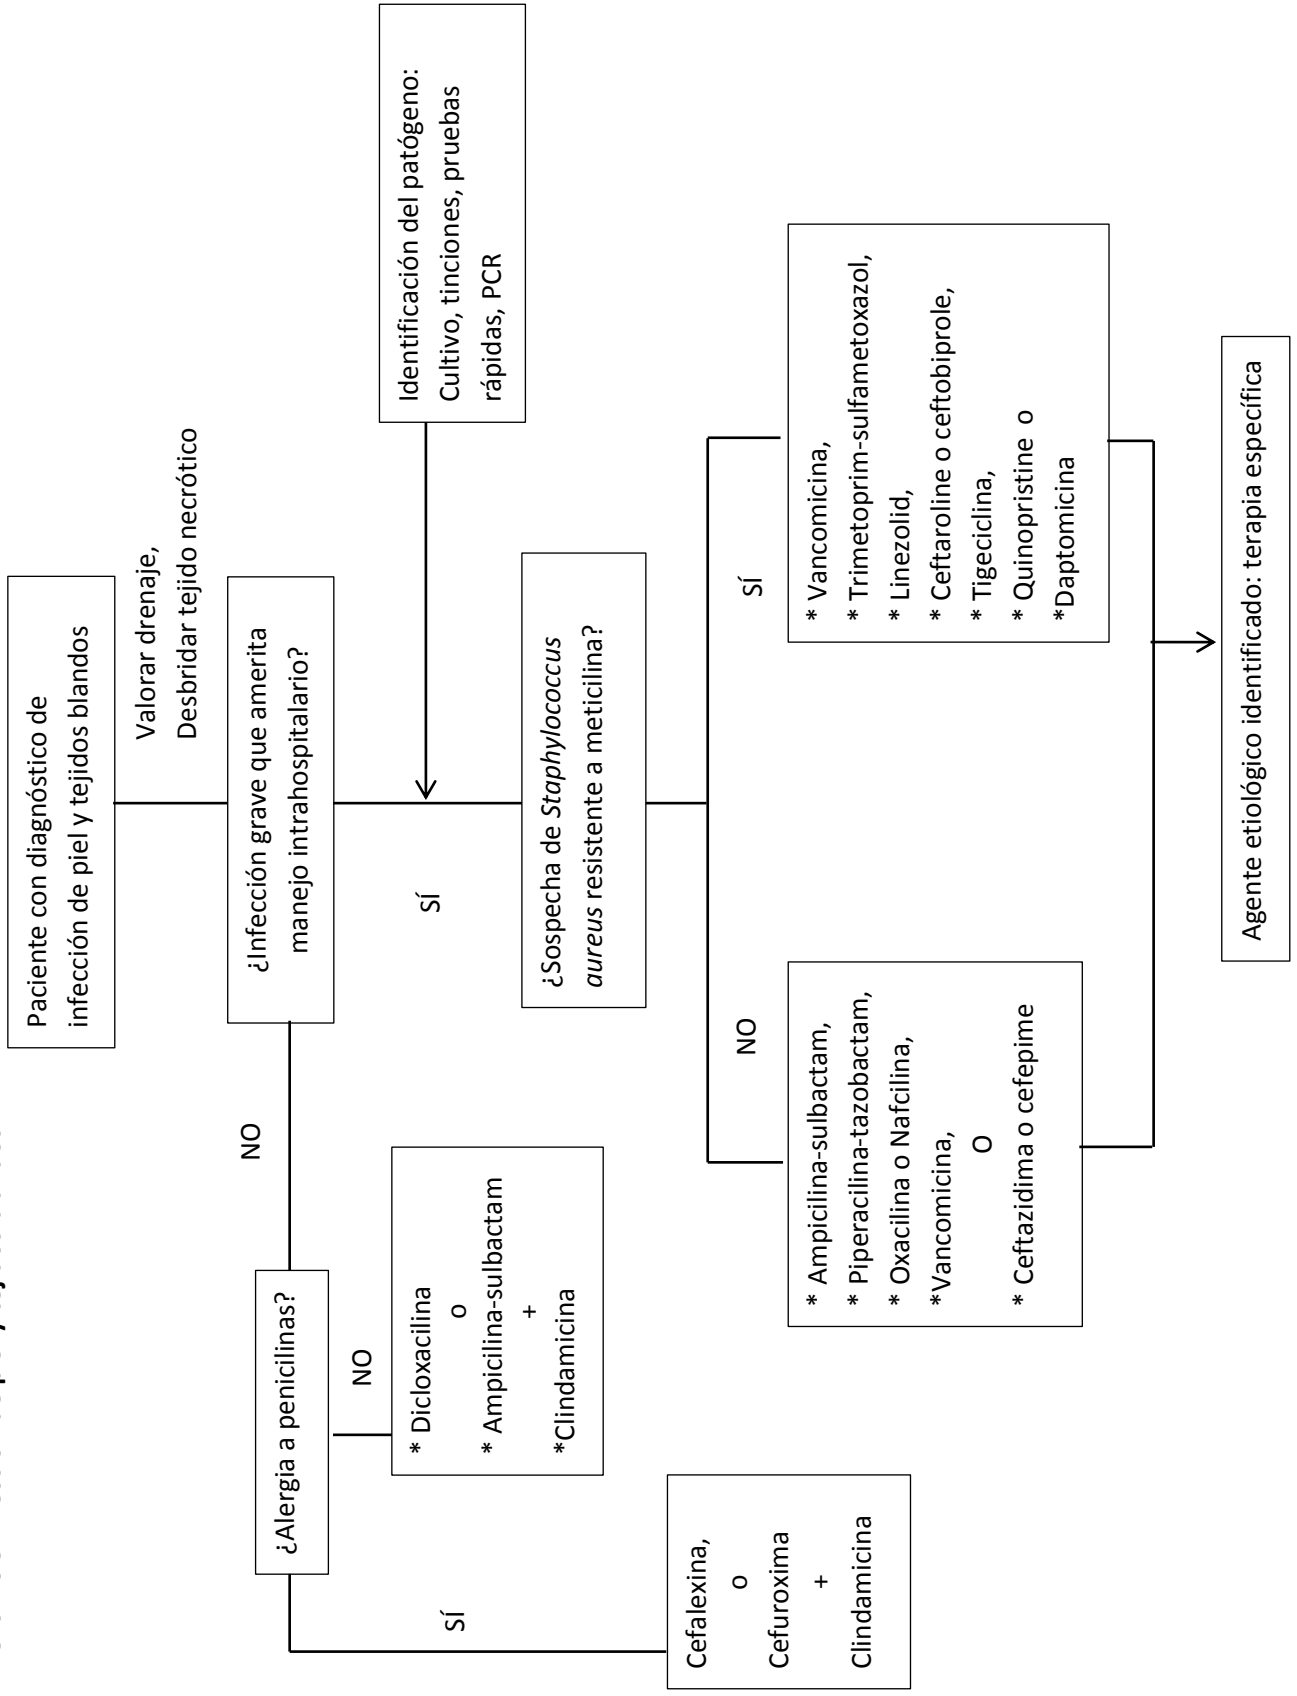 Paciente con diagnóstico de
infección de piel y tejidos blandos
Valorar drenaje,
Desbridar tejido necrótico
¿Infección grave que amerita
manejo intrahospitalario?
NO
SÍ
Identificación del patógeno:
Cultivo, tinciones, pruebas
rápidas, PCR
¿Alergia a penicilinas?
NO
* Dicloxacilina
o
* Ampicilina-sulbactam
+
*Clindamicina
SÍ
Cefalexina,
o
Cefuroxima
+
Clindamicina
¿Sospecha de Staphylococcus
aureus resistente a meticilina?
NO
SÍ
* Ampicilina-sulbactam,
* Piperacilina-tazobactam,
* Oxacilina o Nafcilina,
*Vancomicina,
O
* Ceftazidima o cefepime
* Vancomicina,
* Trimetoprim-sulfametoxazol,
* Linezolid,
* Ceftaroline o ceftobiprole,
* Tigeciclina,
* Quinopristine o
*Daptomicina
Agente etiológico identificado: terapia específica